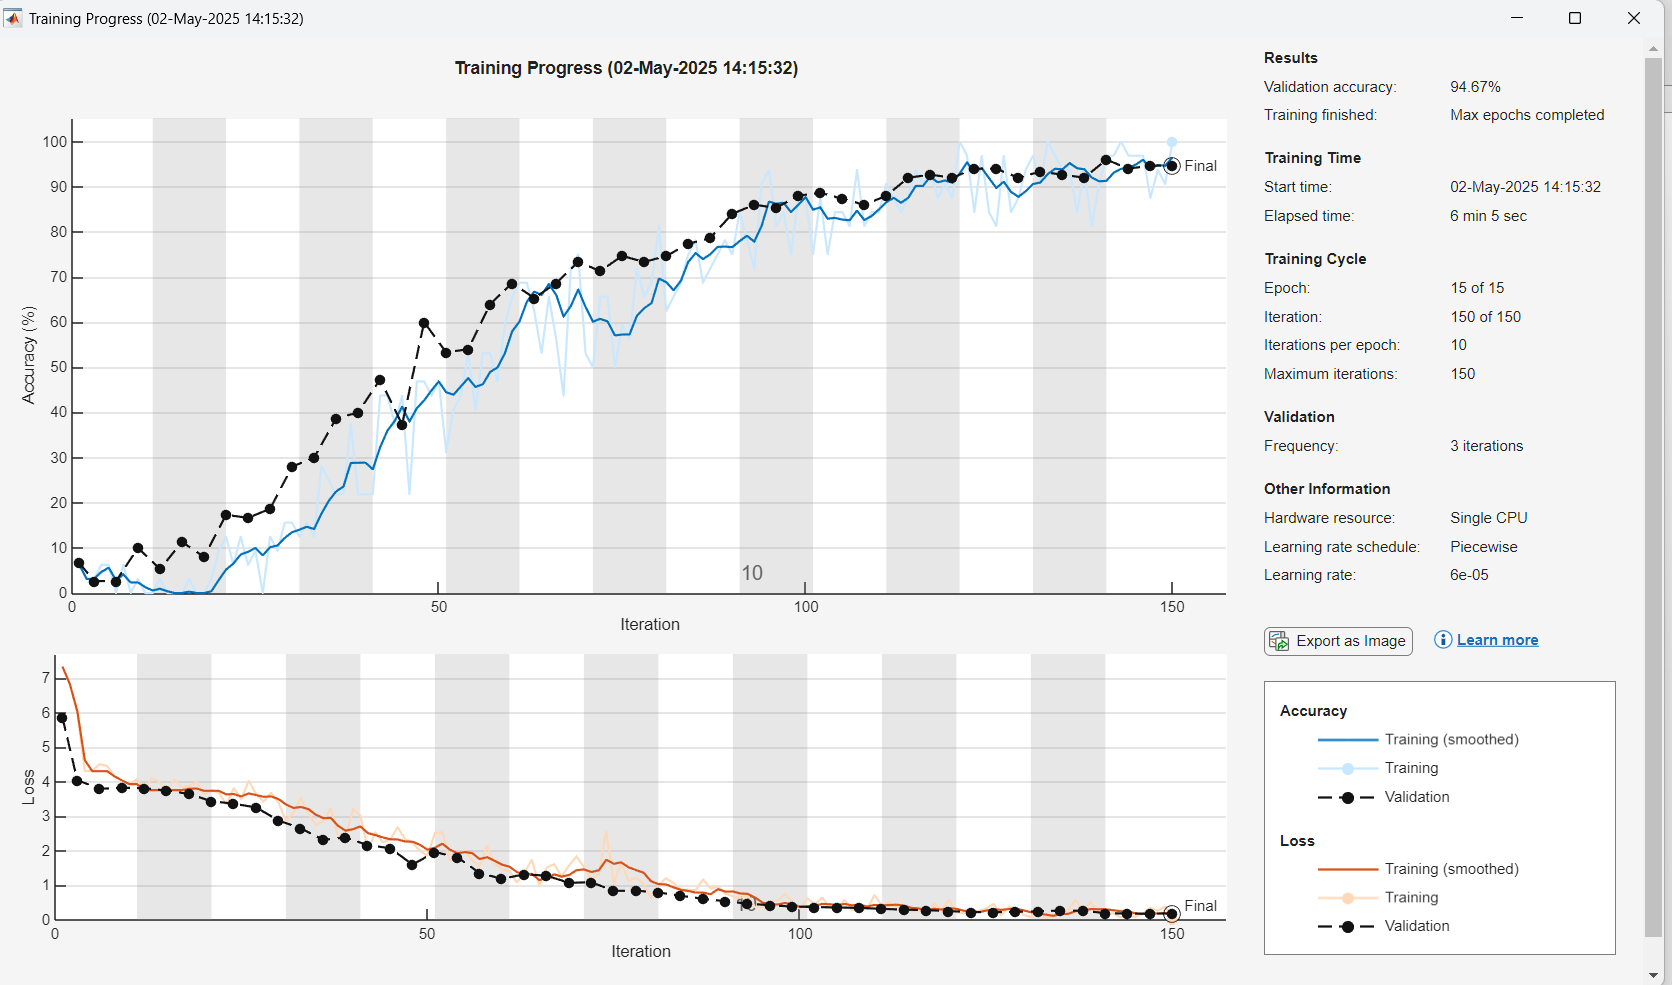 Training Progress (02-May-2025 14:15:32)
Training Progress (02-May-2025 14:15:32)
Accuracy (%)
100
90
80
70
60
50
40
30
20
10
0
Final
10
0
50
100
150
Iteration
Loss
7
6
5
4
3
2
1
0
Final
0
50
100
150
Iteration
Results
Validation accuracy: 94.67%
Training finished: Max epochs completed
Training Time
Start time: 02-May-2025 14:15:32
Elapsed time: 6 min 5 sec
Training Cycle
Epoch: 15 of 15
Iteration: 150 of 150
Iterations per epoch: 10
Maximum iterations: 150
Validation
Frequency: 3 iterations
Other Information
Hardware resource: Single CPU
Learning rate schedule: Piecewise
Learning rate: 6e-05
Export as Image
Learn more
Accuracy
Training (smoothed)
Training
Validation
Loss
Training (smoothed)
Training
Validation